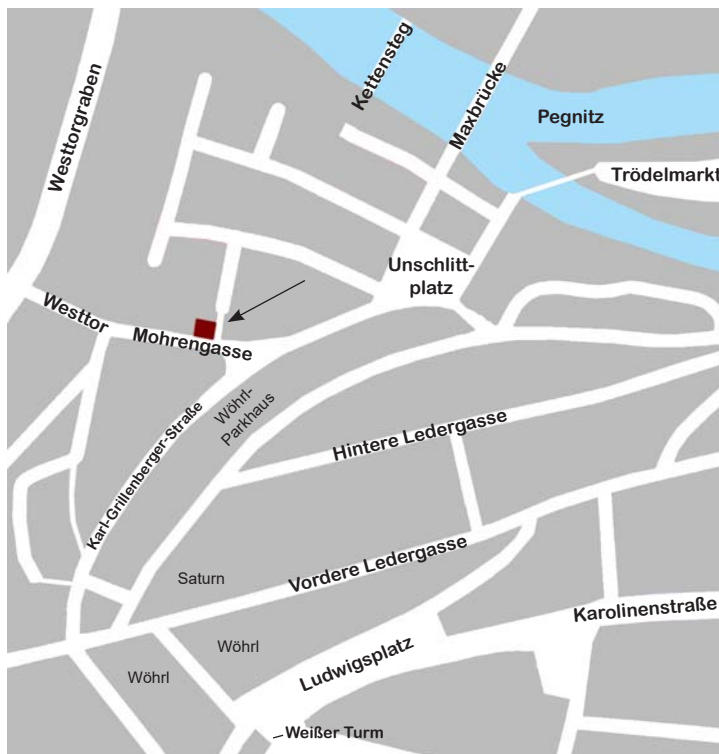 Kettensteg
Maxbrücke
Westtorgraben
Pegnitz
Trödelmarkt
Unschlitt-
platz
Westtor
Mohrengasse
Wöhrl-
Parkhaus
Karl-Grillenberger-Straße
Hintere Ledergasse
Vordere Ledergasse
Saturn
Karolinenstraße
Wöhrl
Ludwigsplatz
Wöhrl
Weißer Turm